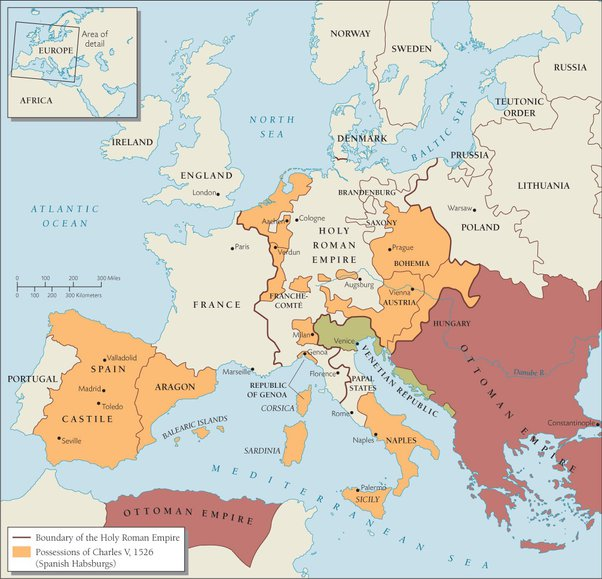 Area of
detail
EUROPE
AFRICA
NORWAY
SWEDEN
RUSSIA
TEUTONIC
ORDER
NORTH
SEA
BALTIC SEA
IRELAND
DENMARK
PRUSSIA
LITHUANIA
ENGLAND
London
BRANDENBURG
Warsaw
POLAND
ATLANTIC
OCEAN
Aachen
Cologne
SAXONY
HOLY
ROMAN
EMPIRE
Paris
Verdun
Prague
BOHEMIA
0 100 200 300 Miles
0 100 200 300 Kilometers
Augsburg
Vienna
AUSTRIA
FRANCE
FRANCHE-
COMTÉ
HUNGARY
Milan
Venice
VENETIAN REPUBLIC
Genoa
OTTOMAN EMPIRE
Danube R.
SPAIN
Valladolid
Marseille
Florence
REPUBLIC
OF GENOA
PAPAL
STATES
PORTUGAL
ARAGON
Madrid
Toledo
CASTILE
CORSICA
Rome
Constantinople
BALEARIC ISLANDS
Seville
Naples
NAPLES
SARDINIA
MEDITERRANEAN SEA
Palermo
SICILY
OTTOMAN EMPIRE
Boundary of the Holy Roman Empire
Possessions of Charles V, 1526
(Spanish Habsburgs)